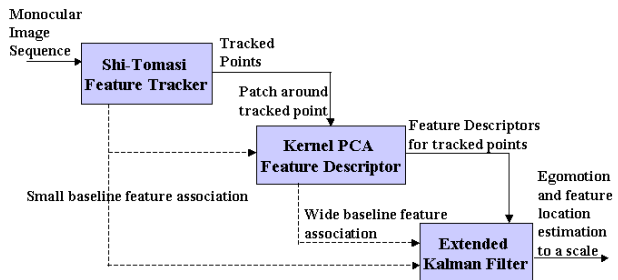 Monocular
Image
Sequence
Shi-Tomasi
Feature Tracker
Tracked
Points
Patch around
tracked point
Kernel PCA
Feature Descriptor
Feature Descriptors
for tracked points
Small baseline feature association
Wide baseline feature
association
Extended
Kalman Filter
Egomotion
and feature
location
estimation
to a scale